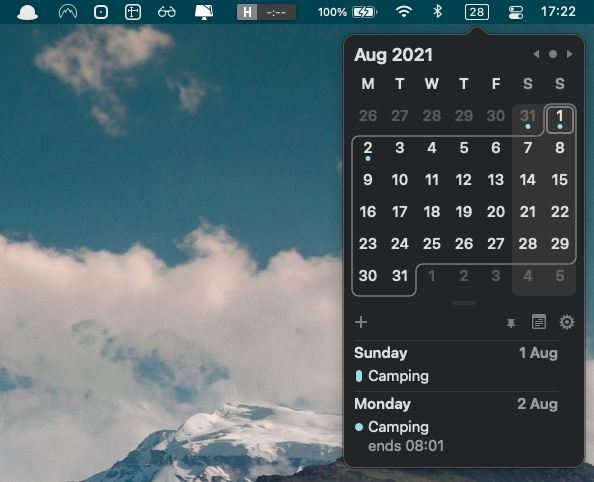 H -:-- 100% 28 17:22
Aug 2021
M T W T F S S
26 27 28 29 30 31 1
2 3 4 5 6 7 8
9 10 11 12 13 14 15
16 17 18 19 20 21 22
23 24 25 26 27 28 29
30 31 1 2 3 4 5
Sunday 1 Aug
Camping
Monday 2 Aug
Camping
ends 08:01